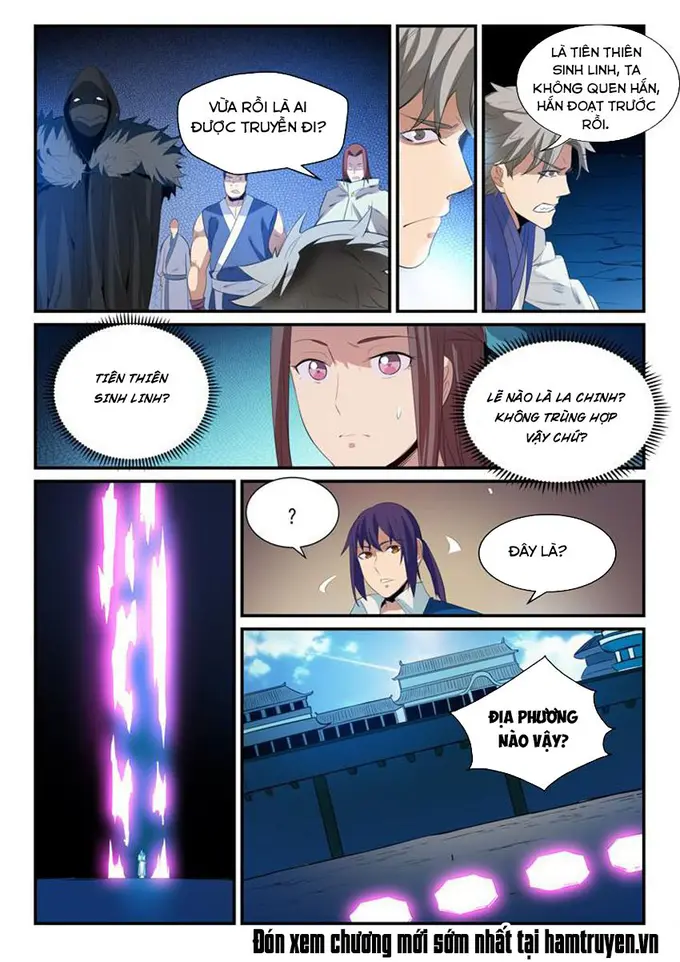 VỪA RỒI LÀ AI
ĐƯỢC TRUYỀN ĐI?
LÀ TIÊN THIÊN
SINH LINH, TA
KHÔNG QUEN HẮN,
HẮN ĐOẠT TRƯỚC
RỒI.
TIÊN THIÊN
SINH LINH?
LẼ NÀO LÀ LA CHINH?
KHÔNG TRÙNG HỢP
VẬY CHỨ?
?
ĐÂY LÀ?
ĐỊA PHƯƠNG
NÀO VẬY?
Đón xem chương mới sớm nhất tại hamtruyen.vn